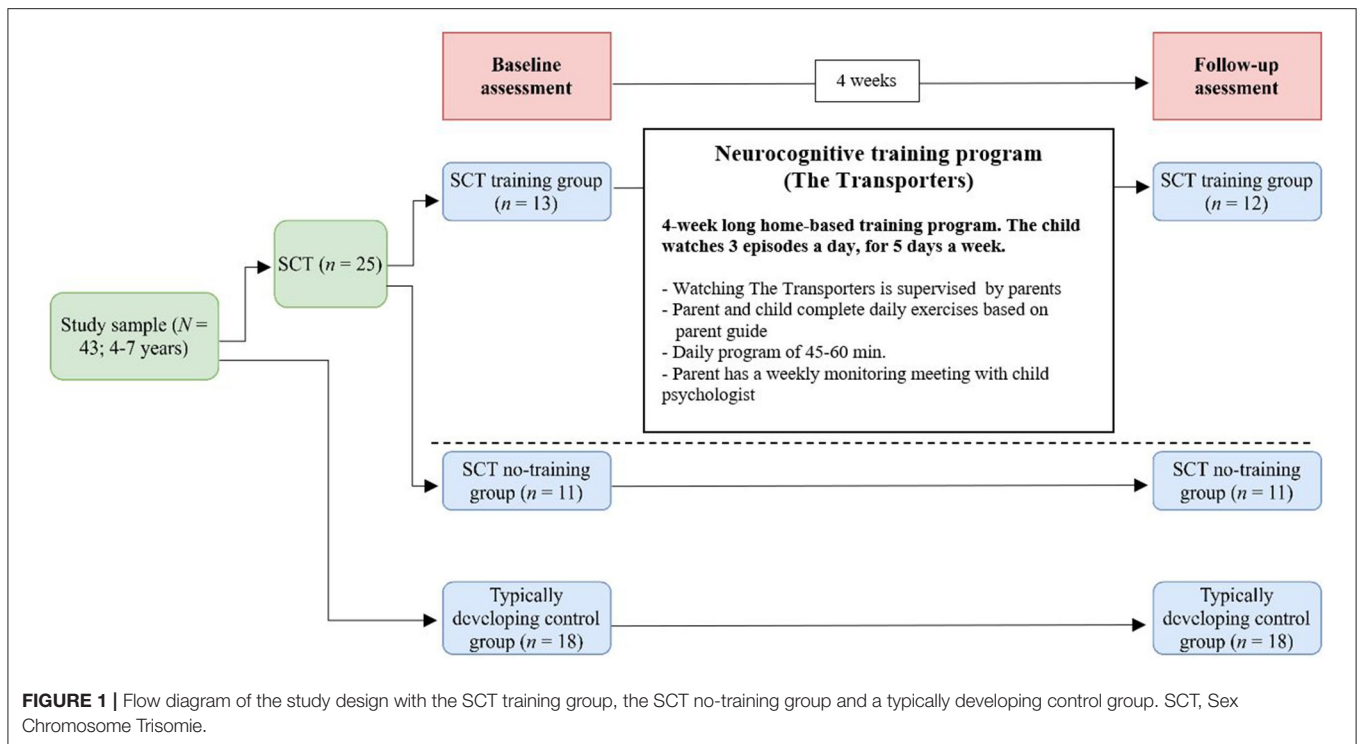 Baseline
assessment
4 weeks
Follow-up
asessment
SCT training group
(n = 13)
Neurocognitive training program
(The Transporters)
4-week long home-based training program. The child
watches 3 episodes a day, for 5 days a week.
- Watching The Transporters is supervised by parents
- Parent and child complete daily exercises based on
parent guide
- Daily program of 45-60 min.
- Parent has a weekly monitoring meeting with child
psychologist
SCT training group
(n = 12)
SCT (n = 25)
Study sample (N =
43; 4-7 years)
SCT no-training
group (n = 11)
SCT no-training
group (n = 11)
Typically
developing control
group (n = 18)
Typically
developing control
group (n = 18)
FIGURE 1 | Flow diagram of the study design with the SCT training group, the SCT no-training group and a typically developing control group. SCT, Sex
Chromosome Trisomie.